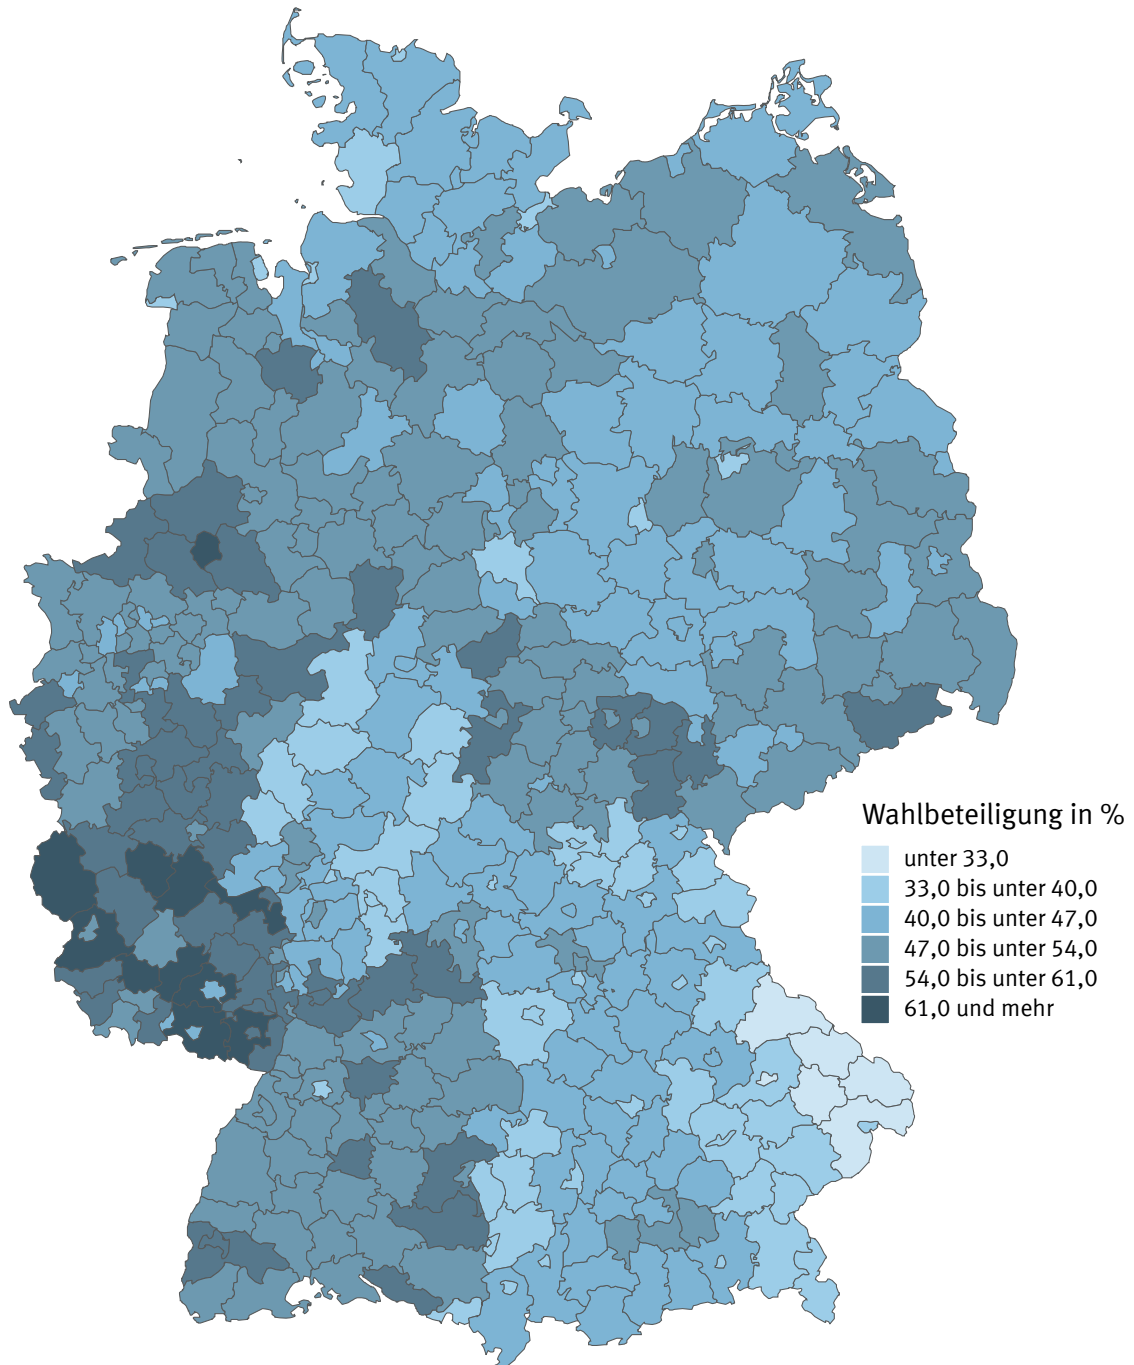 Wahlbeteiligung in %
unter 33,0
33,0 bis unter 40,0
40,0 bis unter 47,0
47,0 bis unter 54,0
54,0 bis unter 61,0
61,0 und mehr